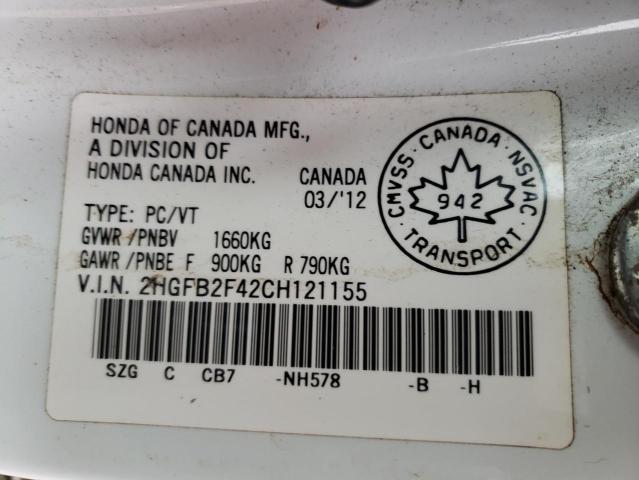 HONDA OF CANADA MFG.,
A DIVISION OF
HONDA CANADA INC. CANADA
03/'12
TYPE: PC/VT
GVWR/PNBV 1660KG
GAWR/PNBE F 900KG R 790KG
V.I.N. 2HGFB2F42CH121155
SZG C CB7 -NH578 -B -H
CMVSS · CANADA · NSVAC
942
· TRANSPORT ·